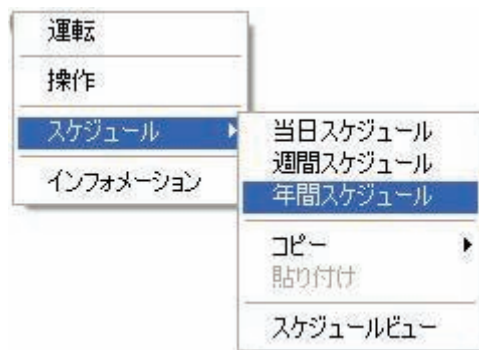 運転
操作
スケジュール
インフォメーション
当日スケジュール
週間スケジュール
年間スケジュール
コピー
貼り付け
スケジュールビュー